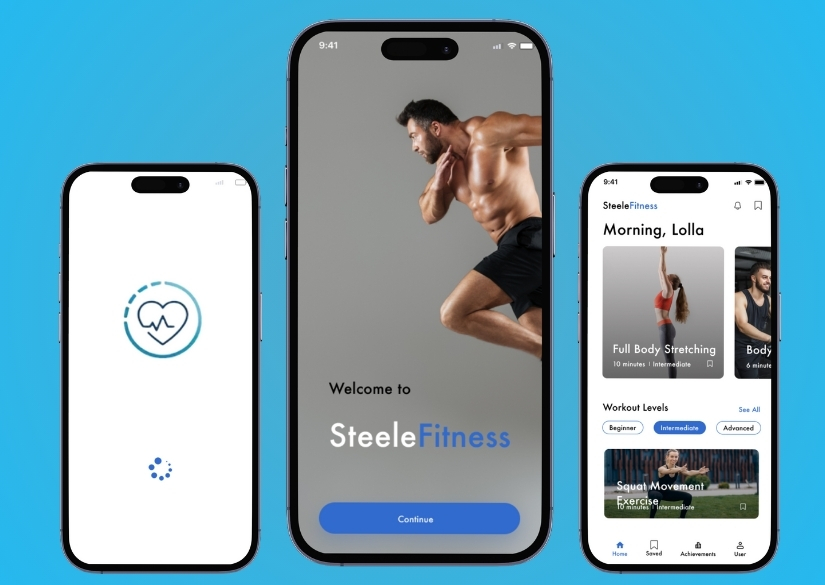 9:41
Welcome to
SteeleFitness
Continue
9:41
SteeleFitness
Morning, Lolla
Full Body Stretching
10 minutes | Intermediate
Body
6 minute
Workout Levels
See All
Beginner
Intermediate
Advanced
Squat Movement
Exercise
10 minutes | Intermediate
Home
Saved
Achievements
User